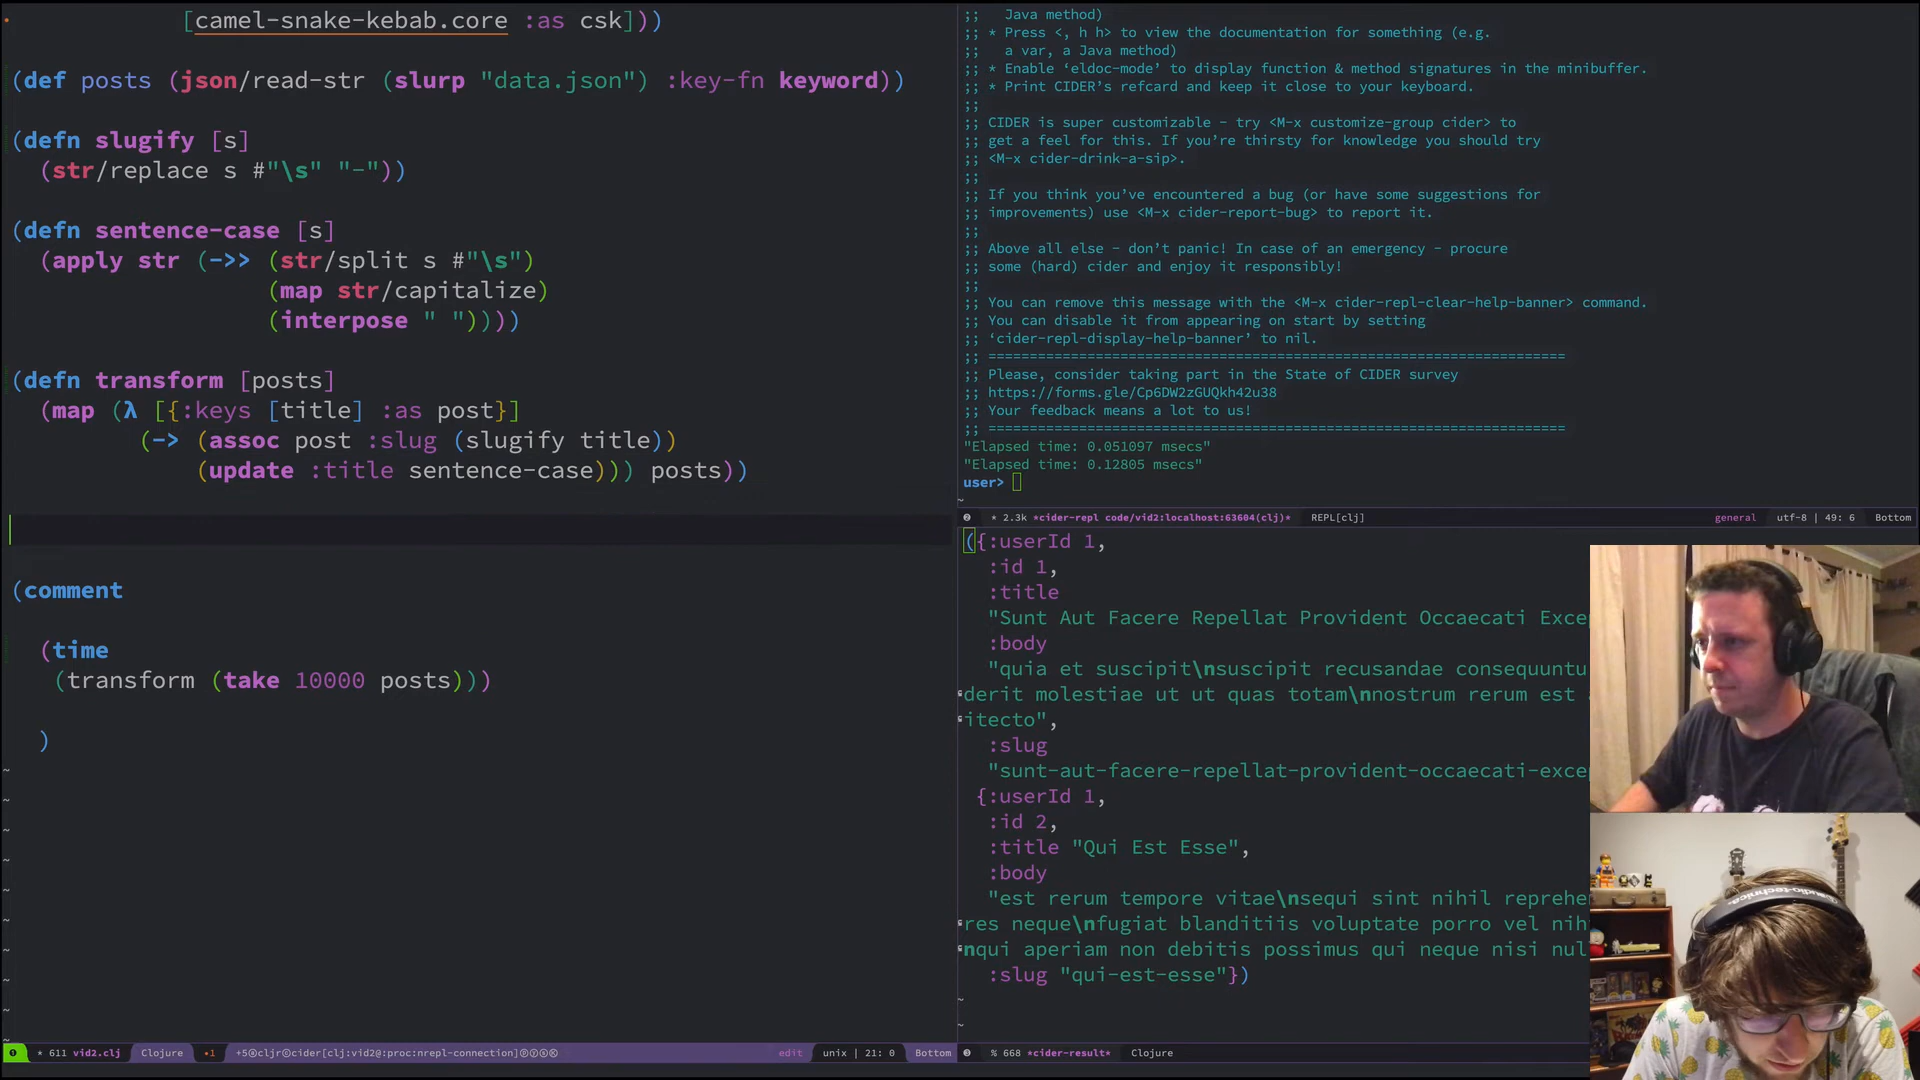 [camel-snake-kebab.core :as csk]))
(def posts (json/read-str (slurp "data.json") :key-fn keyword))
(defn slugify [s]
(str/replace s #"\s" "-"))
(defn sentence-case [s]
(apply str (->> (str/split s #"\s")
(map str/capitalize)
(interpose " "))))
(defn transform [posts]
(map (λ [{:keys [title] :as post}]
(-> (assoc post :slug (slugify title))
(update :title sentence-case))) posts))
(comment
(time
(transform (take 10000 posts)))
)
* 611 vid2.clj Clojure •1 edit unix | 21: 0 Bottom
;; Java method)
;; * Press <, h h> to view the documentation for something (e.g.
;; a var, a Java method)
;; * Enable ‘eldoc-mode’ to display function & method signatures in the minibuffer.
;; * Print CIDER’s refcard and keep it close to your keyboard.
;;
;; CIDER is super customizable - try <M-x customize-group cider> to
;; get a feel for this. If you’re thirsty for knowledge you should try
;; <M-x cider-drink-a-sip>.
;;
;; If you think you’ve encountered a bug (or have some suggestions for
;; improvements) use <M-x cider-report-bug> to report it.
;;
;; Above all else - don’t panic! In case of an emergency - procure
;; some (hard) cider and enjoy it responsibly!
;;
;; You can remove this message with the <M-x cider-repl-clear-help-banner> command.
;; You can disable it from appearing on start by setting
;; ‘cider-repl-display-help-banner’ to nil.
;; ======================================================================
;; Please, consider taking part in the State of CIDER survey
;; https://forms.gle/Cp6DW2zGUQkh42u38
;; Your feedback means a lot to us!
;; ======================================================================
"Elapsed time: 0.051097 msecs"
"Elapsed time: 0.12805 msecs"
user>
* 2.3k *cider-repl code/vid2:localhost:63604(clj)* REPL[clj] general utf-8 | 49: 6 Bottom
({:userId 1,
:id 1,
:title
"Sunt Aut Facere Repellat Provident Occaecati Exce
:body
"quia et suscipit\nsuscipit recusandae consequuntu
derit molestiae ut ut quas totam\nnostrum rerum est
itecto",
:slug
"sunt-aut-facere-repellat-provident-occaecati-exce
{:userId 1,
:id 2,
:title "Qui Est Esse",
:body
"est rerum tempore vitae\nsequi sint nihil reprehe
res neque\nfugiat blanditiis voluptate porro vel nih
nqui aperiam non debitis possimus qui neque nisi nul
:slug "qui-est-esse"})
% 668 *cider-result* Clojure
audio-technica